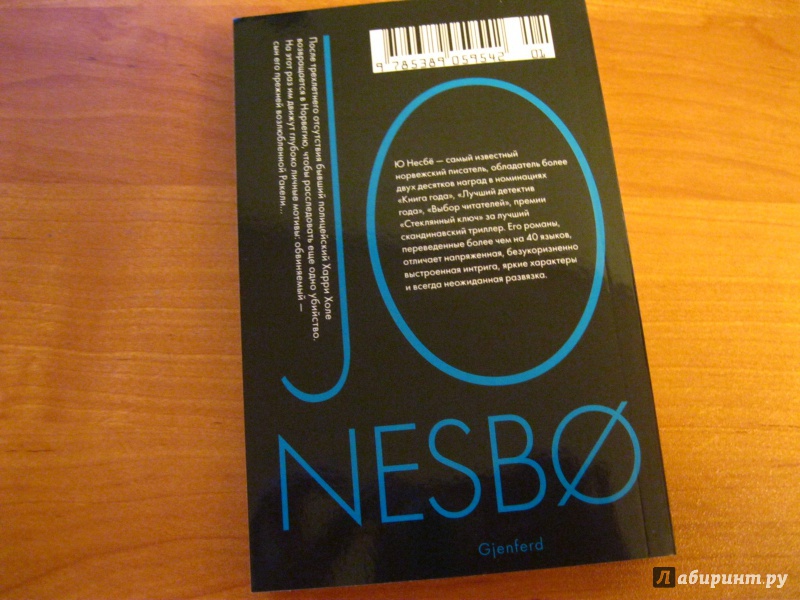 9 785389 059542 01
JO
После трехлетнего отсутствия бывший полицейский Харри Холе
возвращается в Норвегию, чтобы расследовать еще одно убийство.
На этот раз им движут глубоко личные мотивы: обвиняемый —
сын его прежней возлюбленной Ракели...
Ю Несбё — самый известный
норвежский писатель, обладатель более
двух десятков наград в номинациях
«Книга года», «Лучший детектив
года», «Выбор читателей», премии
«Стеклянный ключ» за лучший
скандинавский триллер. Его романы,
переведенные более чем на 40 языков,
отличает напряженная, безукоризненно
выстроенная интрига, яркие характеры
и всегда неожиданная развязка.
NESBØ
Gjenferd
Лабиринт.ру